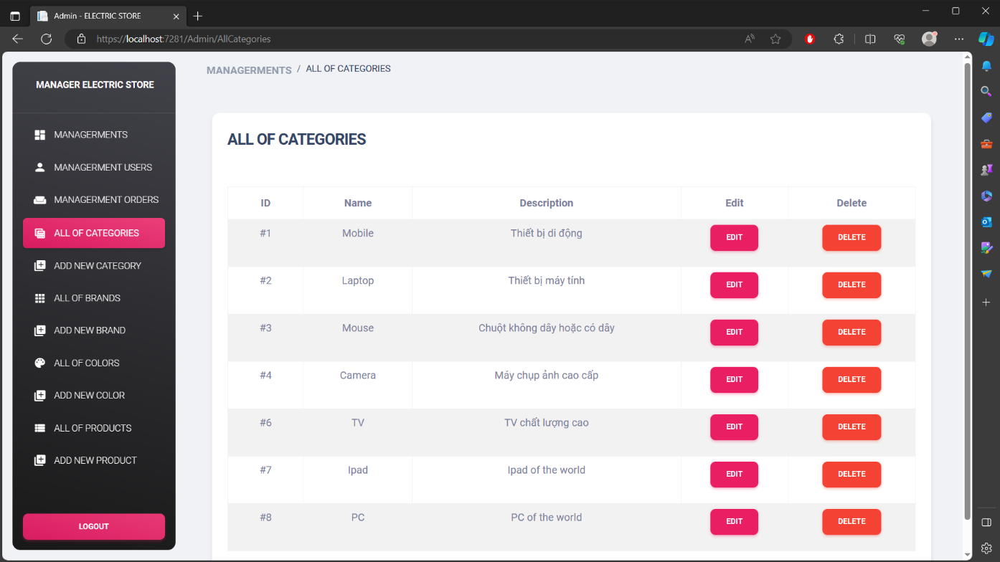 Admin - ELECTRIC STORE
https://localhost:7281/Admin/AllCategories
MANAGER ELECTRIC STORE
MANAGERMENTS
MANAGERMENT USERS
MANAGERMENT ORDERS
ALL OF CATEGORIES
ADD NEW CATEGORY
ALL OF BRANDS
ADD NEW BRAND
ALL OF COLORS
ADD NEW COLOR
ALL OF PRODUCTS
ADD NEW PRODUCT
LOGOUT
MANAGERMENTS / ALL OF CATEGORIES
ALL OF CATEGORIES
ID Name Description Edit Delete
#1 Mobile Thiết bị di động EDIT DELETE
#2 Laptop Thiết bị máy tính EDIT DELETE
#3 Mouse Chuột không dây hoặc có dây EDIT DELETE
#4 Camera Máy chụp ảnh cao cấp EDIT DELETE
#6 TV TV chất lượng cao EDIT DELETE
#7 Ipad Ipad of the world EDIT DELETE
#8 PC PC of the world EDIT DELETE